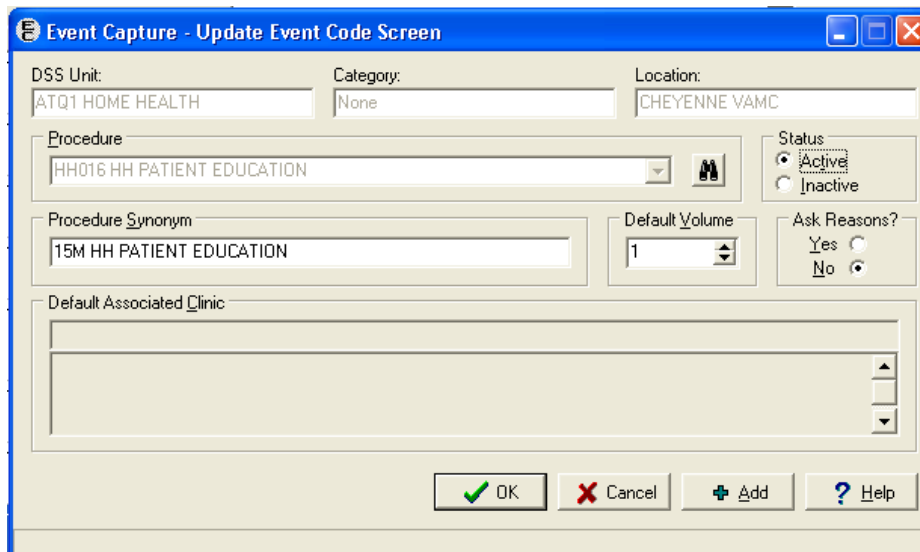 Event Capture - Update Event Code Screen
DSS Unit: Category: Location:
ATQ1 HOME HEALTH None CHEYENNE VAMC
Procedure Status
HH016 HH PATIENT EDUCATION Active
Inactive
Procedure Synonym Default Volume Ask Reasons?
15M HH PATIENT EDUCATION 1 Yes
No
Default Associated Clinic
OK Cancel Add ? Help